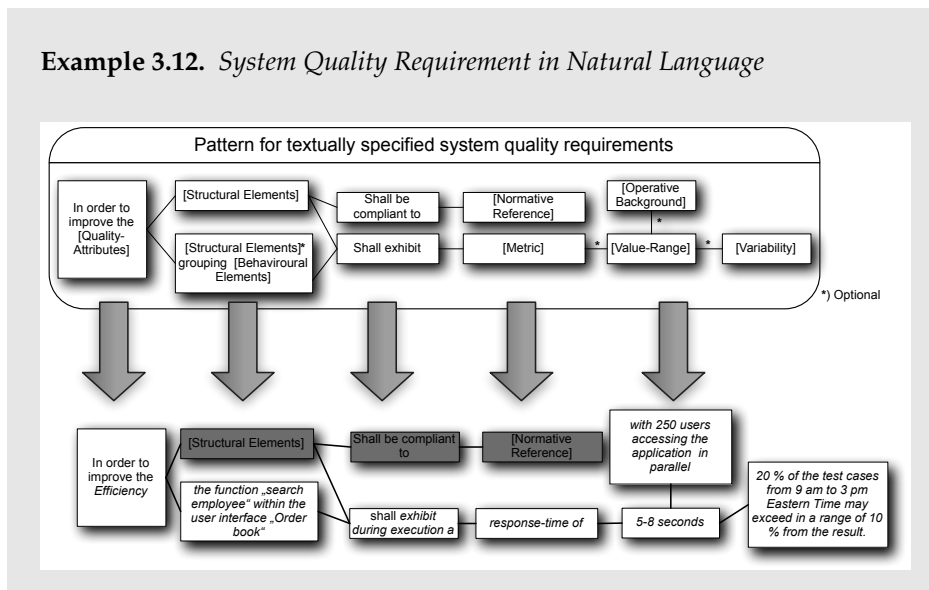 Example 3.12. System Quality Requirement in Natural Language
Pattern for textually specified system quality requirements
In order to
improve the
[Quality-
Attributes]
[Structural Elements]
[Structural Elements]*
grouping [Behaviroural
Elements]
Shall be
compliant to
Shall exhibit
[Normative
Reference]
[Metric]
*
[Operative
Background]
*
[Value-Range]
*
[Variability]
*) Optional
In order to
improve the
Efficiency
[Structural Elements]
the function „search
employee“ within the
user interface „Order
book“
Shall be compliant
to
shall exhibit
during execution a
[Normative
Reference]
response-time of
with 250 users
accessing the
application in
parallel
5-8 seconds
20 % of the test cases
from 9 am to 3 pm
Eastern Time may
exceed in a range of 10
% from the result.